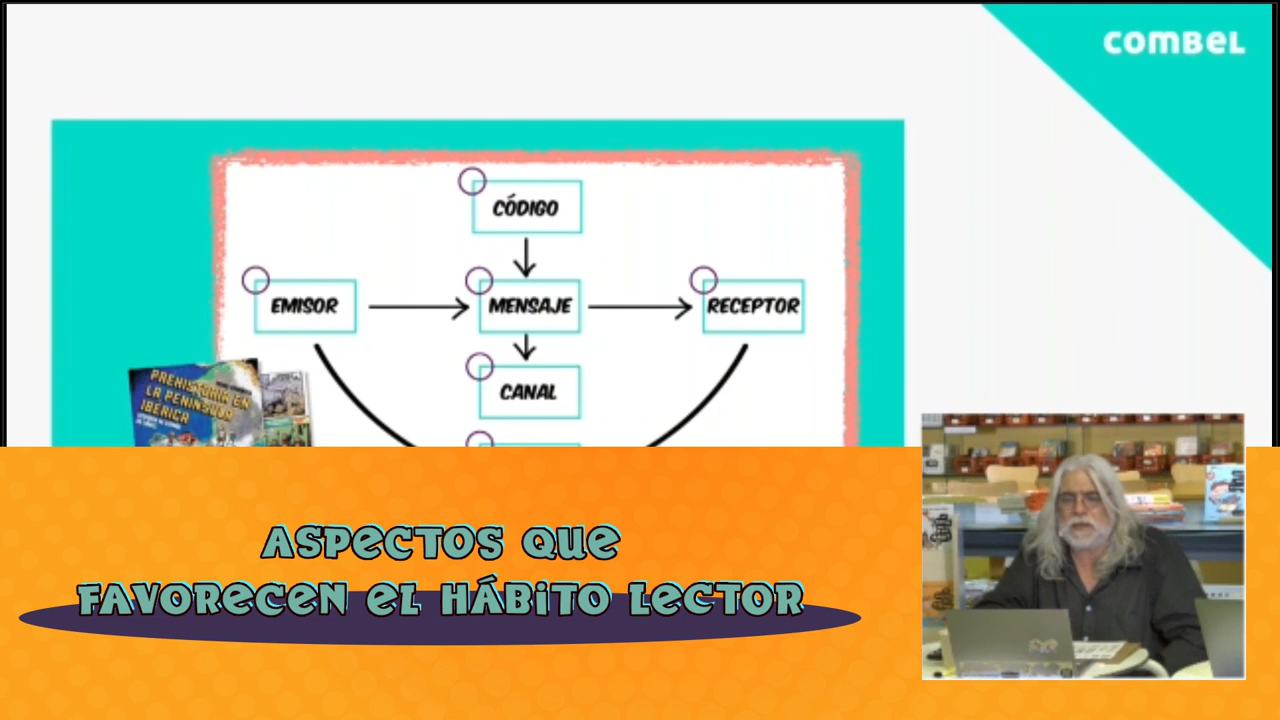 COMBEL
CÓDIGO
EMISOR
MENSAJE
RECEPTOR
CANAL
PREHISTORIA EN
LA PENÍNSULA
IBÉRICA
ASPECTOS QUE
FAVORECEN EL HÁBITO LECTOR